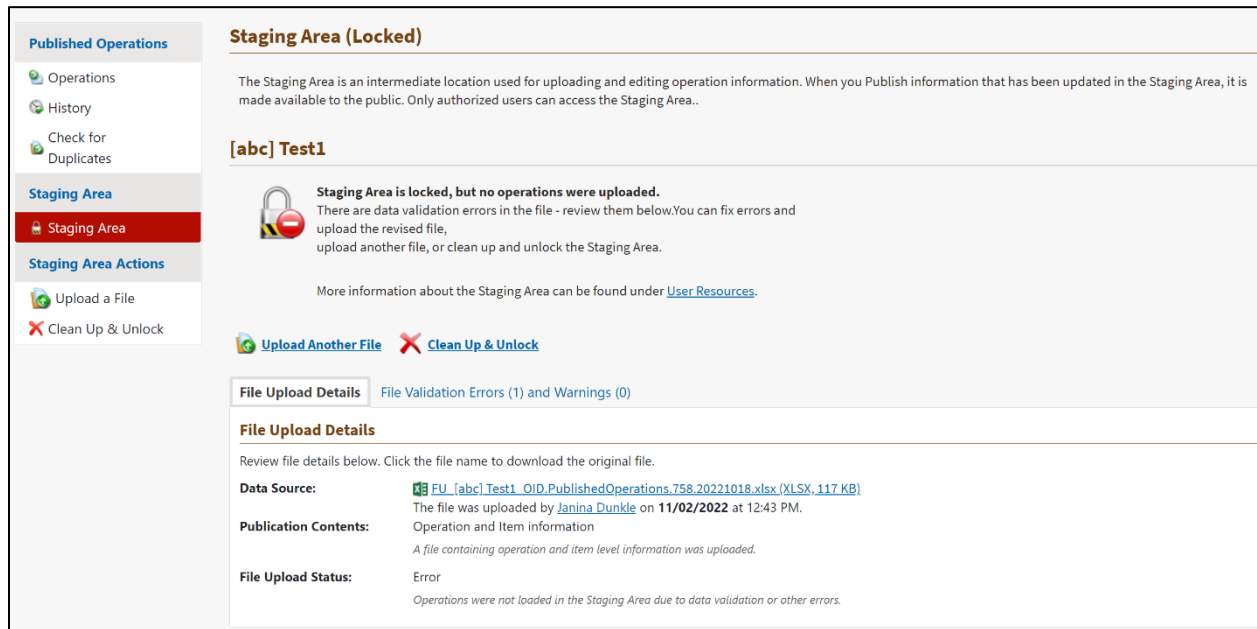 Published Operations
Operations
History
Check for
Duplicates
Staging Area
Staging Area
Staging Area Actions
Upload a File
Clean Up & Unlock
Staging Area (Locked)
The Staging Area is an intermediate location used for uploading and editing operation information. When you Publish information that has been updated in the Staging Area, it is
made available to the public. Only authorized users can access the Staging Area..
[abc] Test1
Staging Area is locked, but no operations were uploaded.
There are data validation errors in the file - review them below.You can fix errors and
upload the revised file,
upload another file, or clean up and unlock the Staging Area.
More information about the Staging Area can be found under User Resources.
Upload Another File Clean Up & Unlock
File Upload Details File Validation Errors (1) and Warnings (0)
File Upload Details
Review file details below. Click the file name to download the original file.
Data Source: FU_[abc]_Test1_OID.PublishedOperations.758.20221018.xlsx (XLSX, 117 KB)
The file was uploaded by Janina Dunkle on 11/02/2022 at 12:43 PM.
Publication Contents: Operation and Item information
A file containing operation and item level information was uploaded.
File Upload Status: Error
Operations were not loaded in the Staging Area due to data validation or other errors.